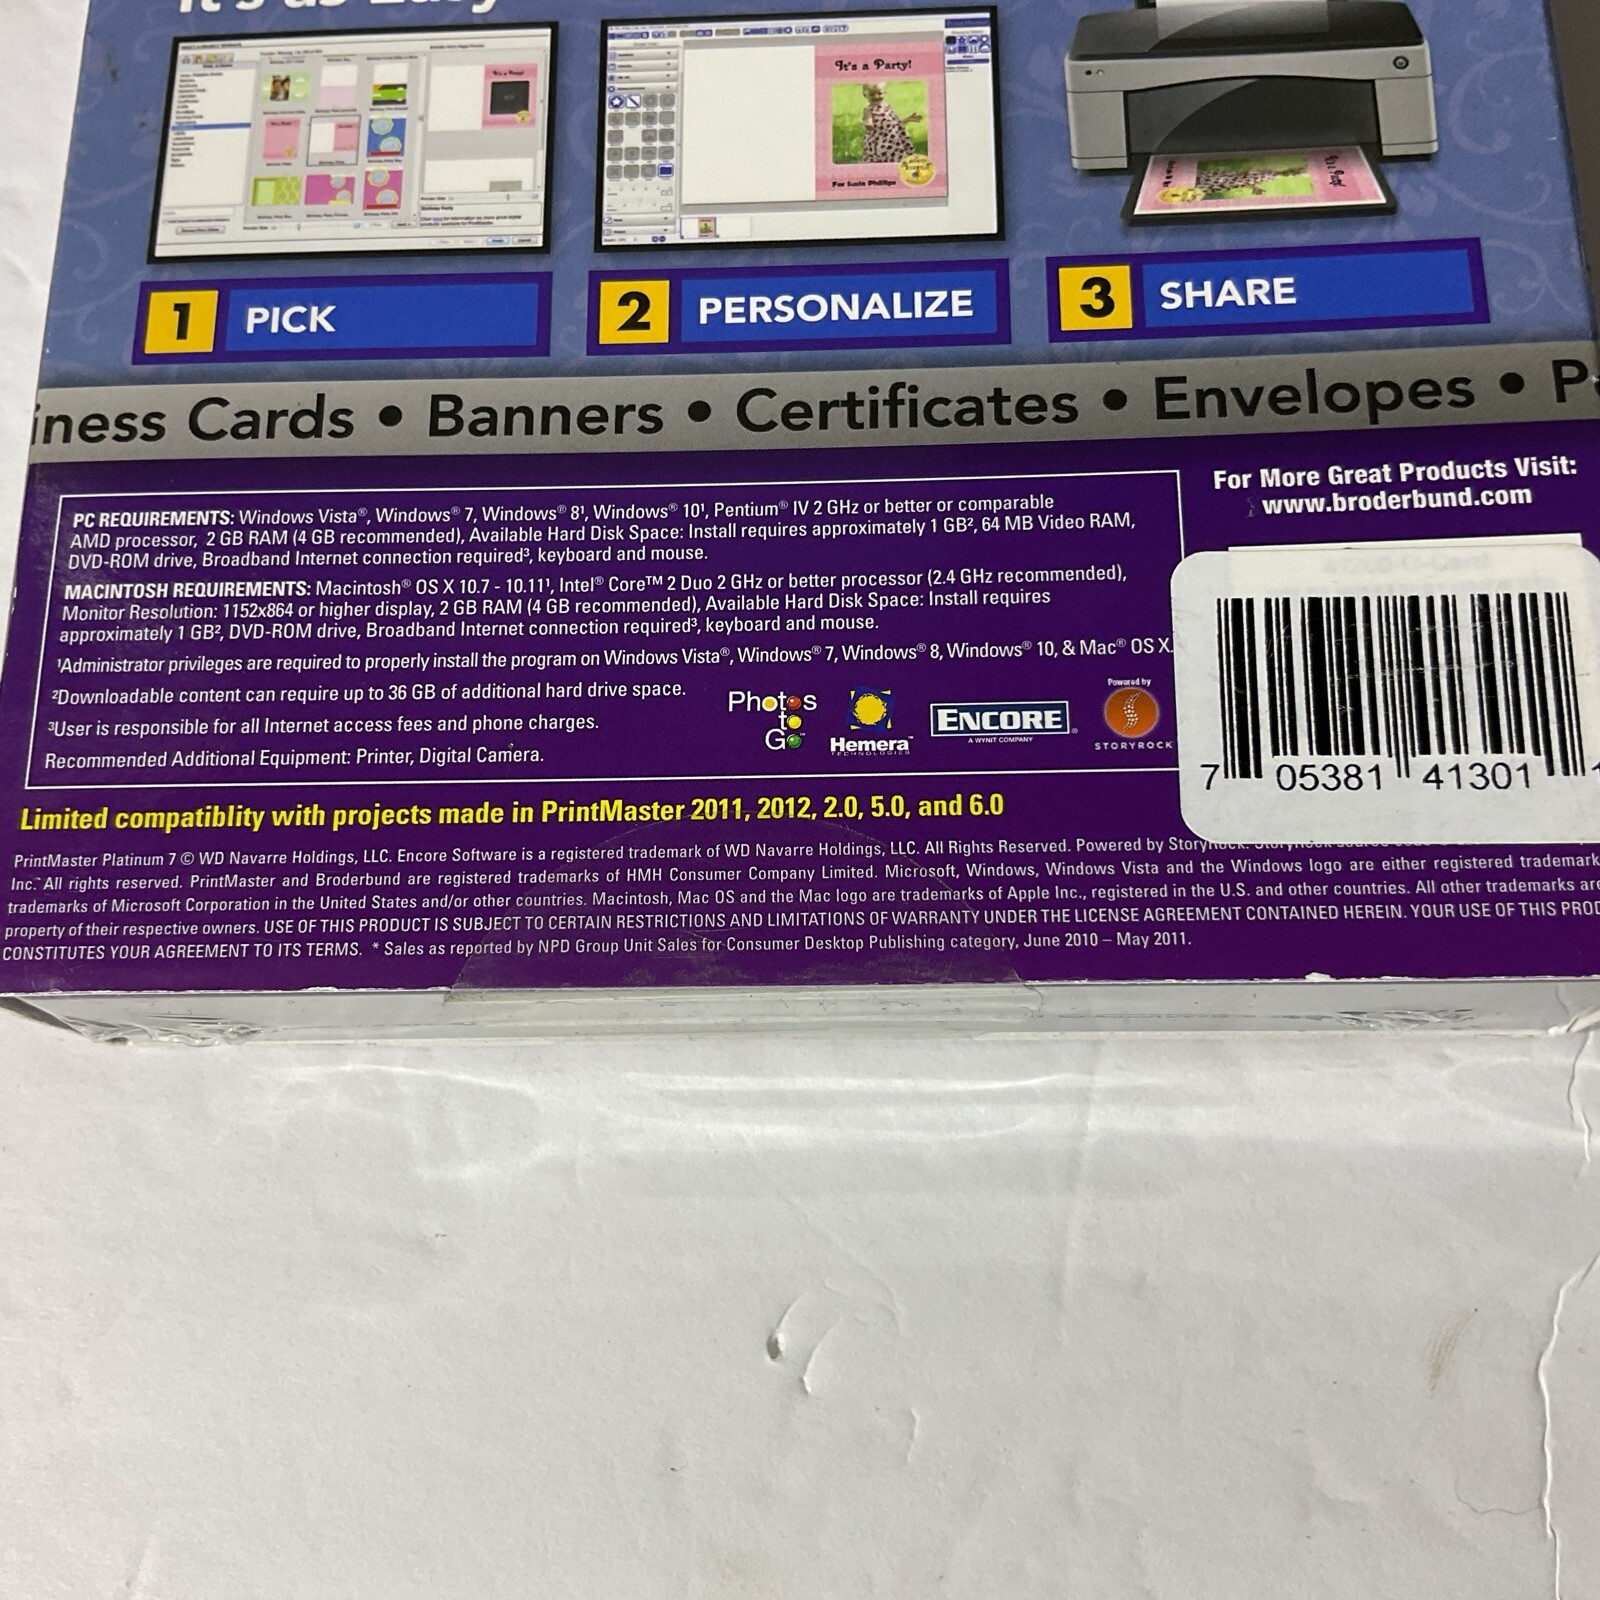 It's as Easy
It's a Party!
For Susie Phillips
1 PICK
2 PERSONALIZE
3 SHARE
iness Cards • Banners • Certificates • Envelopes • P
For More Great Products Visit:
www.broderbund.com
PC REQUIREMENTS: Windows Vista®, Windows® 7, Windows® 8¹, Windows® 10¹, Pentium® IV 2 GHz or better or comparable
AMD processor, 2 GB RAM (4 GB recommended), Available Hard Disk Space: Install requires approximately 1 GB², 64 MB Video RAM,
DVD-ROM drive, Broadband Internet connection required³, keyboard and mouse.
MACINTOSH REQUIREMENTS: Macintosh® OS X 10.7 - 10.11¹, Intel® Core™ 2 Duo 2 GHz or better processor (2.4 GHz recommended),
Monitor Resolution: 1152x864 or higher display, 2 GB RAM (4 GB recommended), Available Hard Disk Space: Install requires
approximately 1 GB², DVD-ROM drive, Broadband Internet connection required³, keyboard and mouse.
¹Administrator privileges are required to properly install the program on Windows Vista®, Windows® 7, Windows® 8, Windows® 10, & Mac® OS X.
²Downloadable content can require up to 36 GB of additional hard drive space.
³User is responsible for all Internet access fees and phone charges.
Recommended Additional Equipment: Printer, Digital Camera.
Photos
to
Go™
Hemera™
TECHNOLOGIES
ENCORE®
A WYNIT COMPANY
Powered by
STORYROCK
7 05381 41301 1
Limited compatiblity with projects made in PrintMaster 2011, 2012, 2.0, 5.0, and 6.0
PrintMaster Platinum 7 © WD Navarre Holdings, LLC. Encore Software is a registered trademark of WD Navarre Holdings, LLC. All Rights Reserved. Powered by StoryRock.
Inc. All rights reserved. PrintMaster and Broderbund are registered trademarks of HMH Consumer Company Limited. Microsoft, Windows, Windows Vista and the Windows logo are either registered trademark
trademarks of Microsoft Corporation in the United States and/or other countries. Macintosh, Mac OS and the Mac logo are trademarks of Apple Inc., registered in the U.S. and other countries. All other trademarks are
property of their respective owners. USE OF THIS PRODUCT IS SUBJECT TO CERTAIN RESTRICTIONS AND LIMITATIONS OF WARRANTY UNDER THE LICENSE AGREEMENT CONTAINED HEREIN. YOUR USE OF THIS PROD
CONSTITUTES YOUR AGREEMENT TO ITS TERMS. * Sales as reported by NPD Group Unit Sales for Consumer Desktop Publishing category, June 2010 – May 2011.